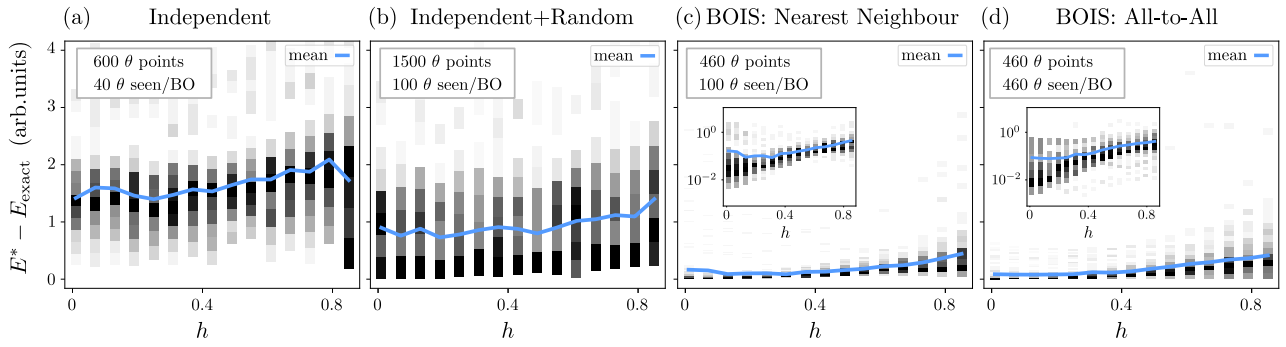 (a) Independent
(b) Independent+Random
(c) BOIS: Nearest Neighbour
(d) BOIS: All-to-All
E* − E_exact (arb.units)
4
3
2
1
0
600 θ points
40 θ seen/BO
mean
0
0.4
0.8
h
1500 θ points
100 θ seen/BO
mean
0
0.4
0.8
h
460 θ points
100 θ seen/BO
mean
10^0
10^−2
0
0.4
0.8
h
0
0.4
0.8
h
460 θ points
460 θ seen/BO
mean
10^0
10^−2
0
0.4
0.8
h
0
0.4
0.8
h